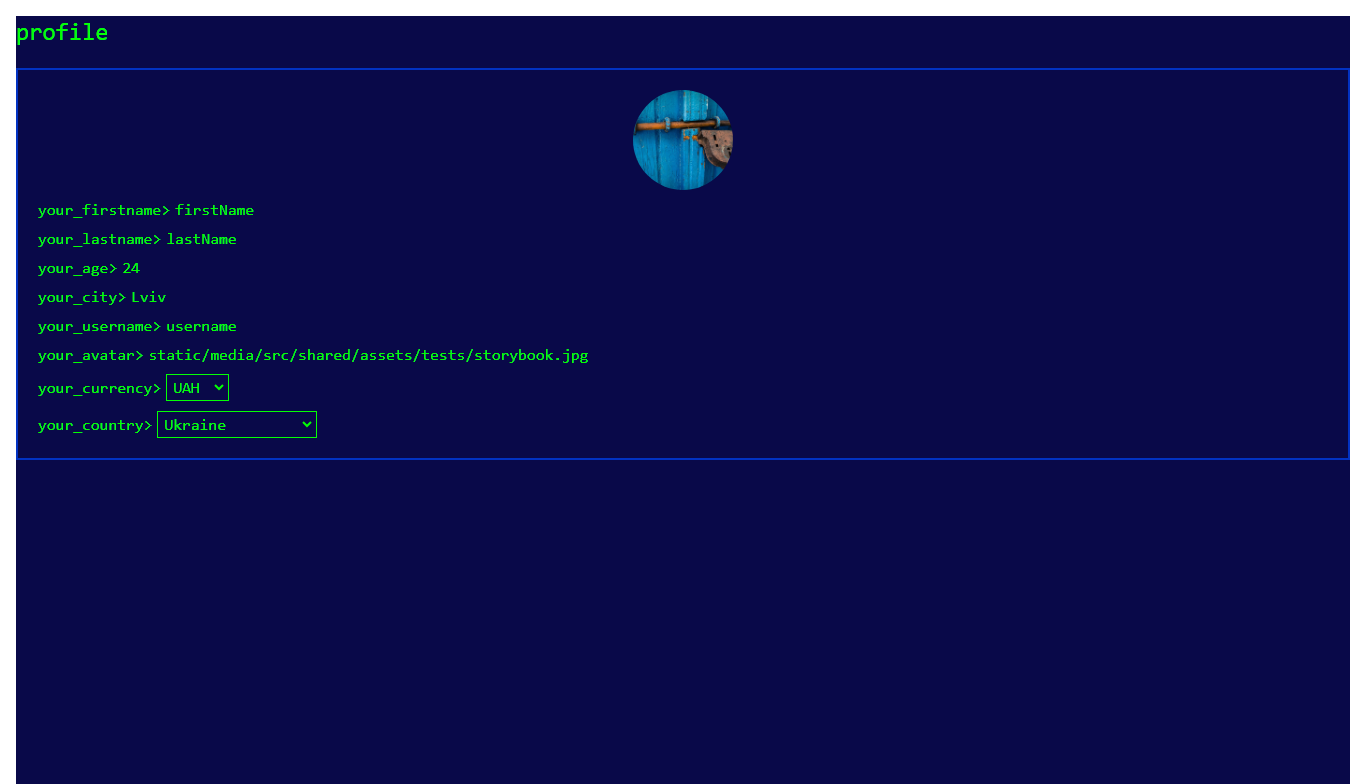 profile
your_firstname> firstName
your_lastname> lastName
your_age> 24
your_city> Lviv
your_username> username
your_avatar> static/media/src/shared/assets/tests/storybook.jpg
your_currency> UAH
your_country> Ukraine